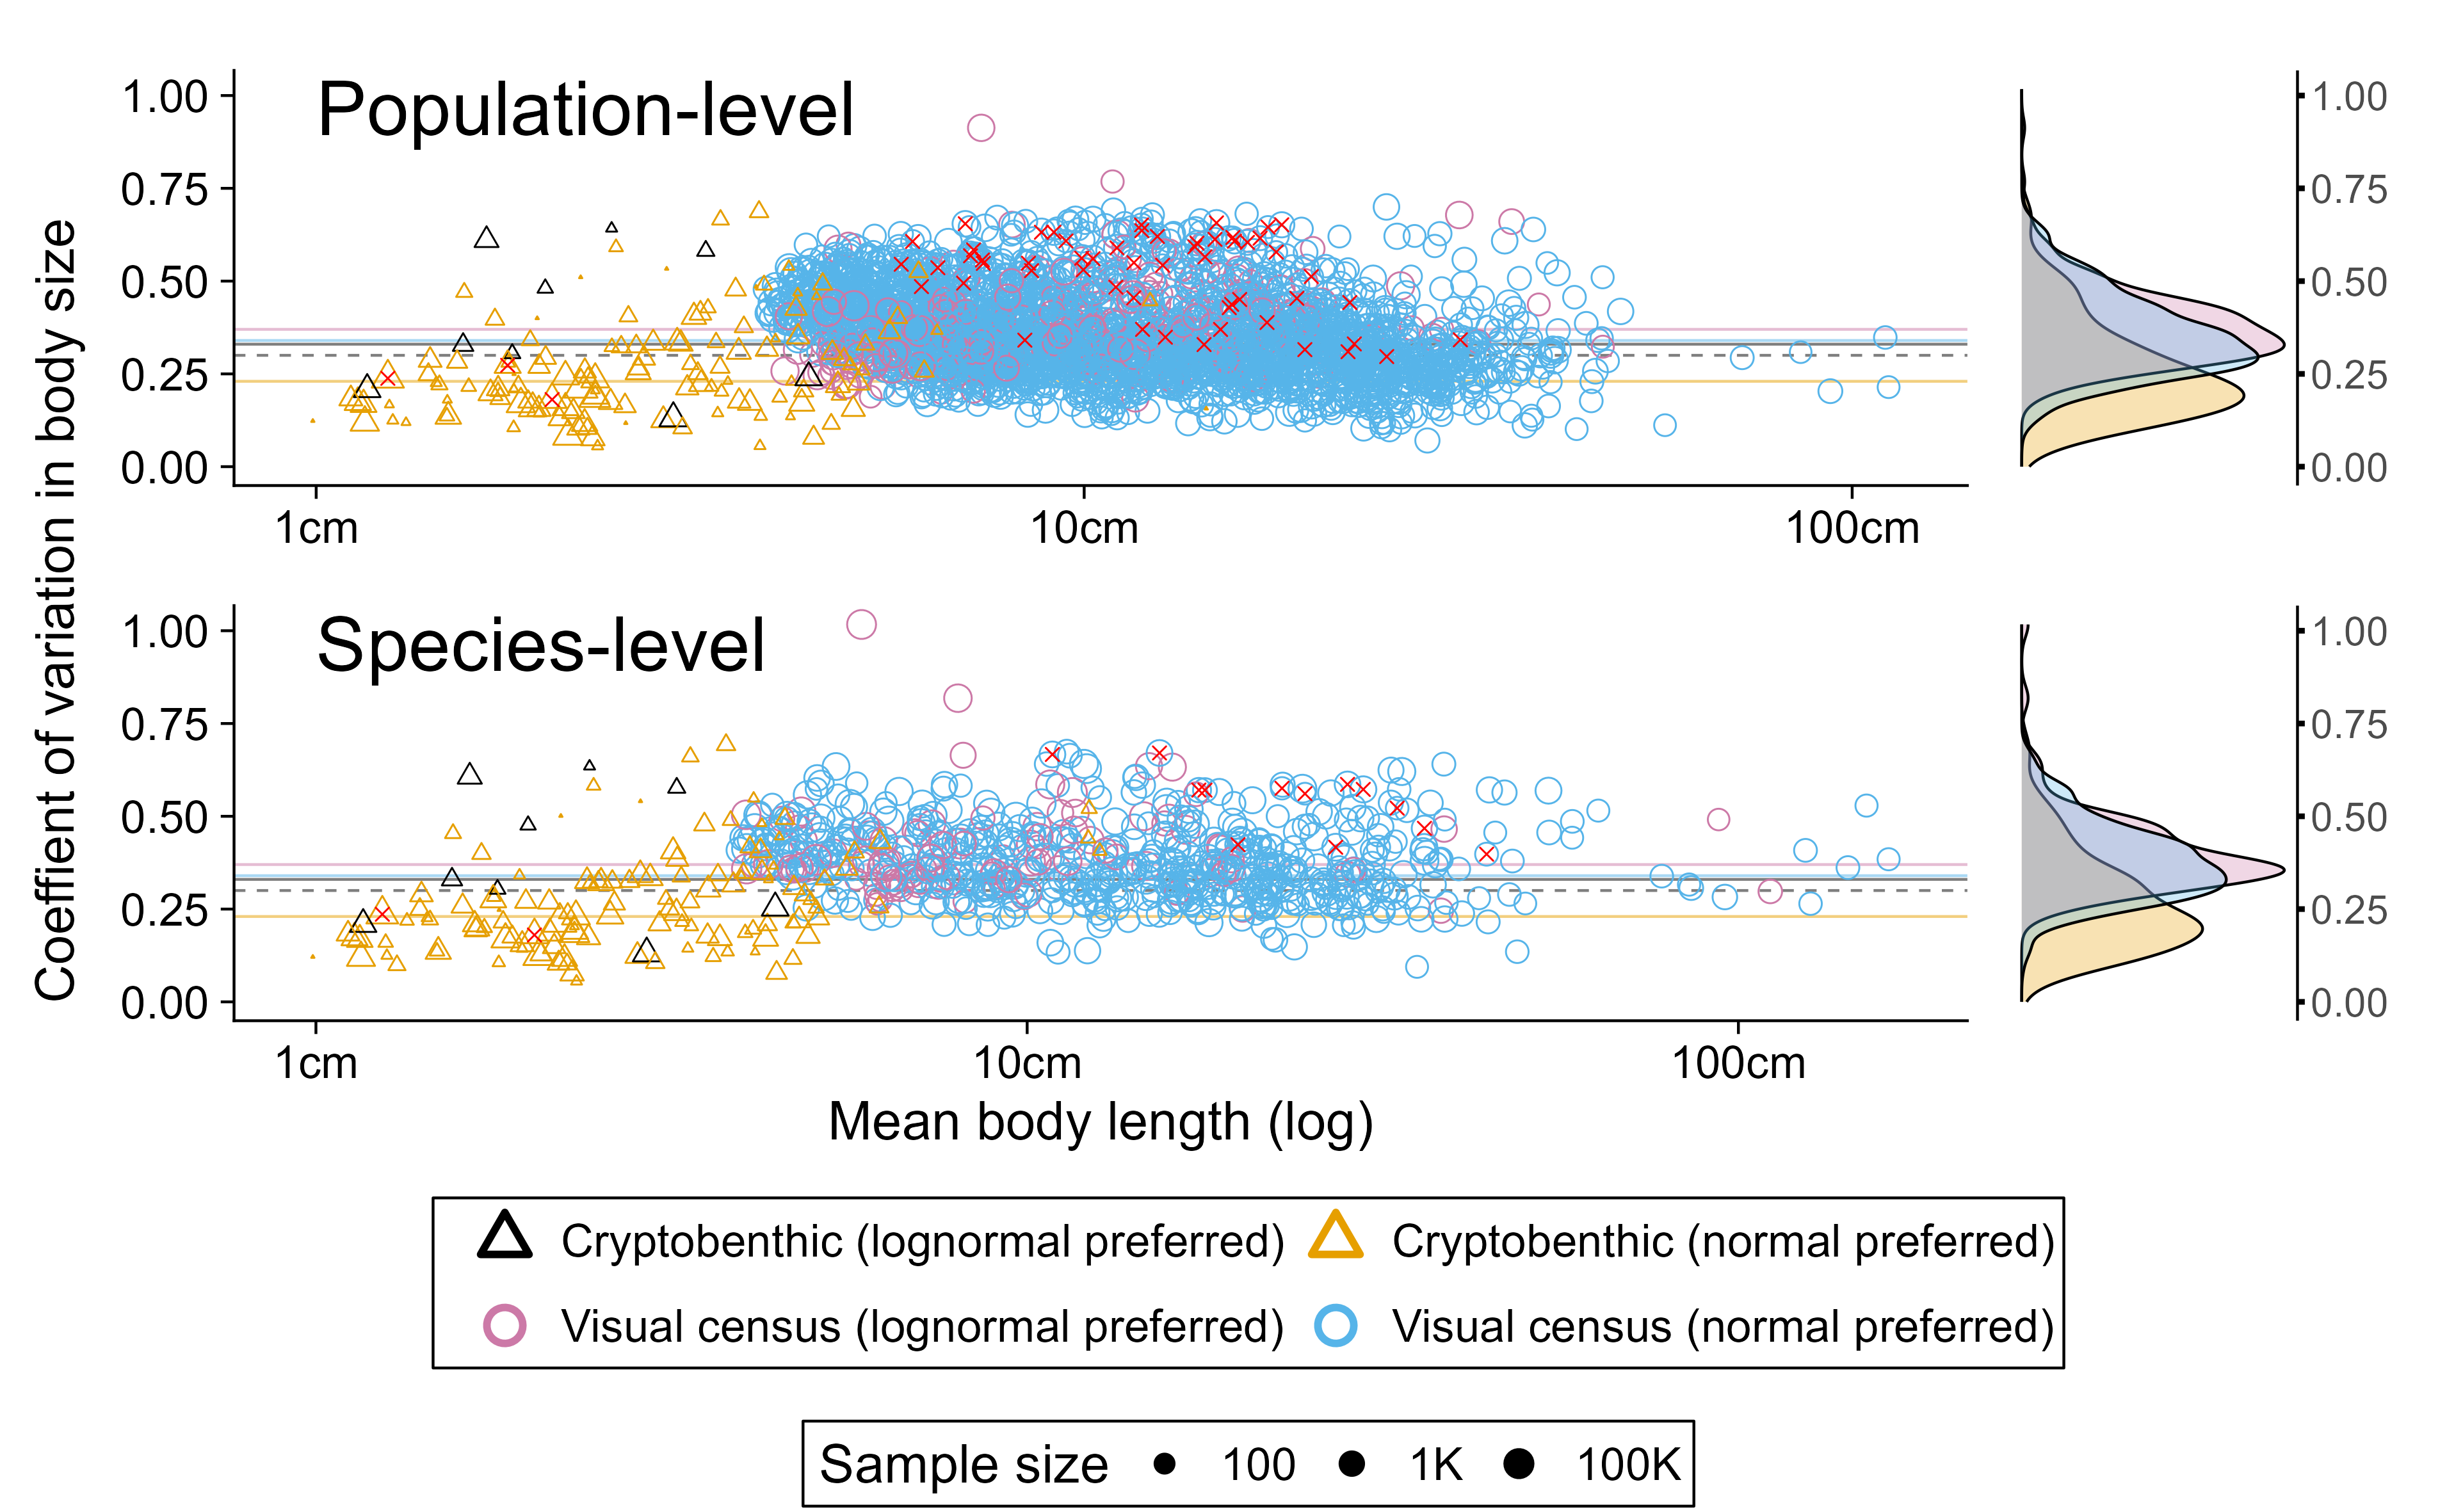 Coeffient of variation in body size
Population-level
1.00
0.75
0.50
0.25
0.00
1cm
10cm
100cm
1.00
0.75
0.50
0.25
0.00
Species-level
1.00
0.75
0.50
0.25
0.00
1cm
10cm
100cm
1.00
0.75
0.50
0.25
0.00
Mean body length (log)
Cryptobenthic (lognormal preferred)
Cryptobenthic (normal preferred)
Visual census (lognormal preferred)
Visual census (normal preferred)
Sample size 100 1K 100K